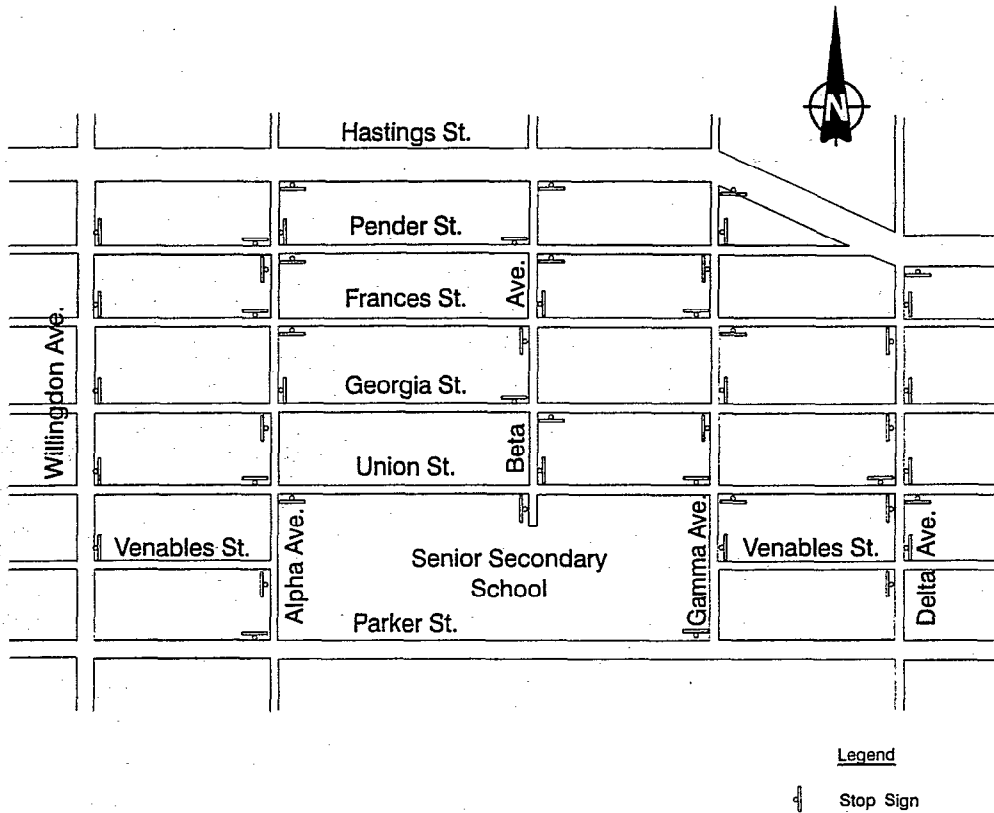 N
Hastings St.
Pender St.
Frances St.
Georgia St.
Union St.
Venables St.
Senior Secondary
School
Venables St.
Parker St.
Willingdon Ave.
Alpha Ave.
Beta Ave.
Gamma Ave.
Delta Ave.
Legend
Stop Sign